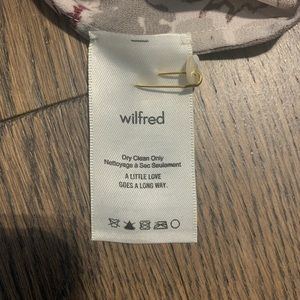 wilfred
Dry Clean Only
Nettoyage à Sec Seulement
A LITTLE LOVE
GOES A LONG WAY.